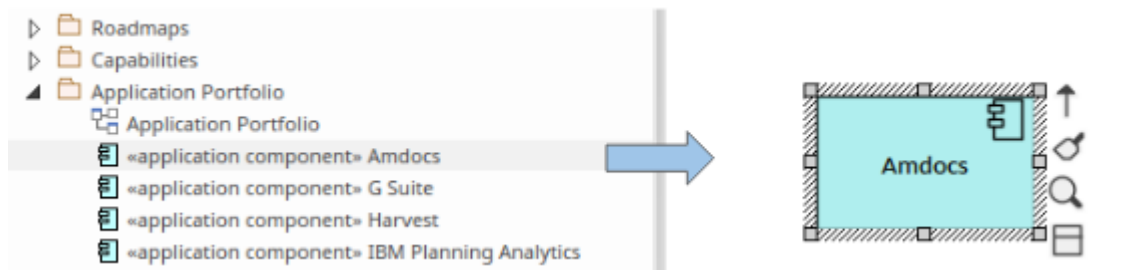 Roadmaps
Capabilities
Application Portfolio
Application Portfolio
«application component» Amdocs
«application component» G Suite
«application component» Harvest
«application component» IBM Planning Analytics
Amdocs